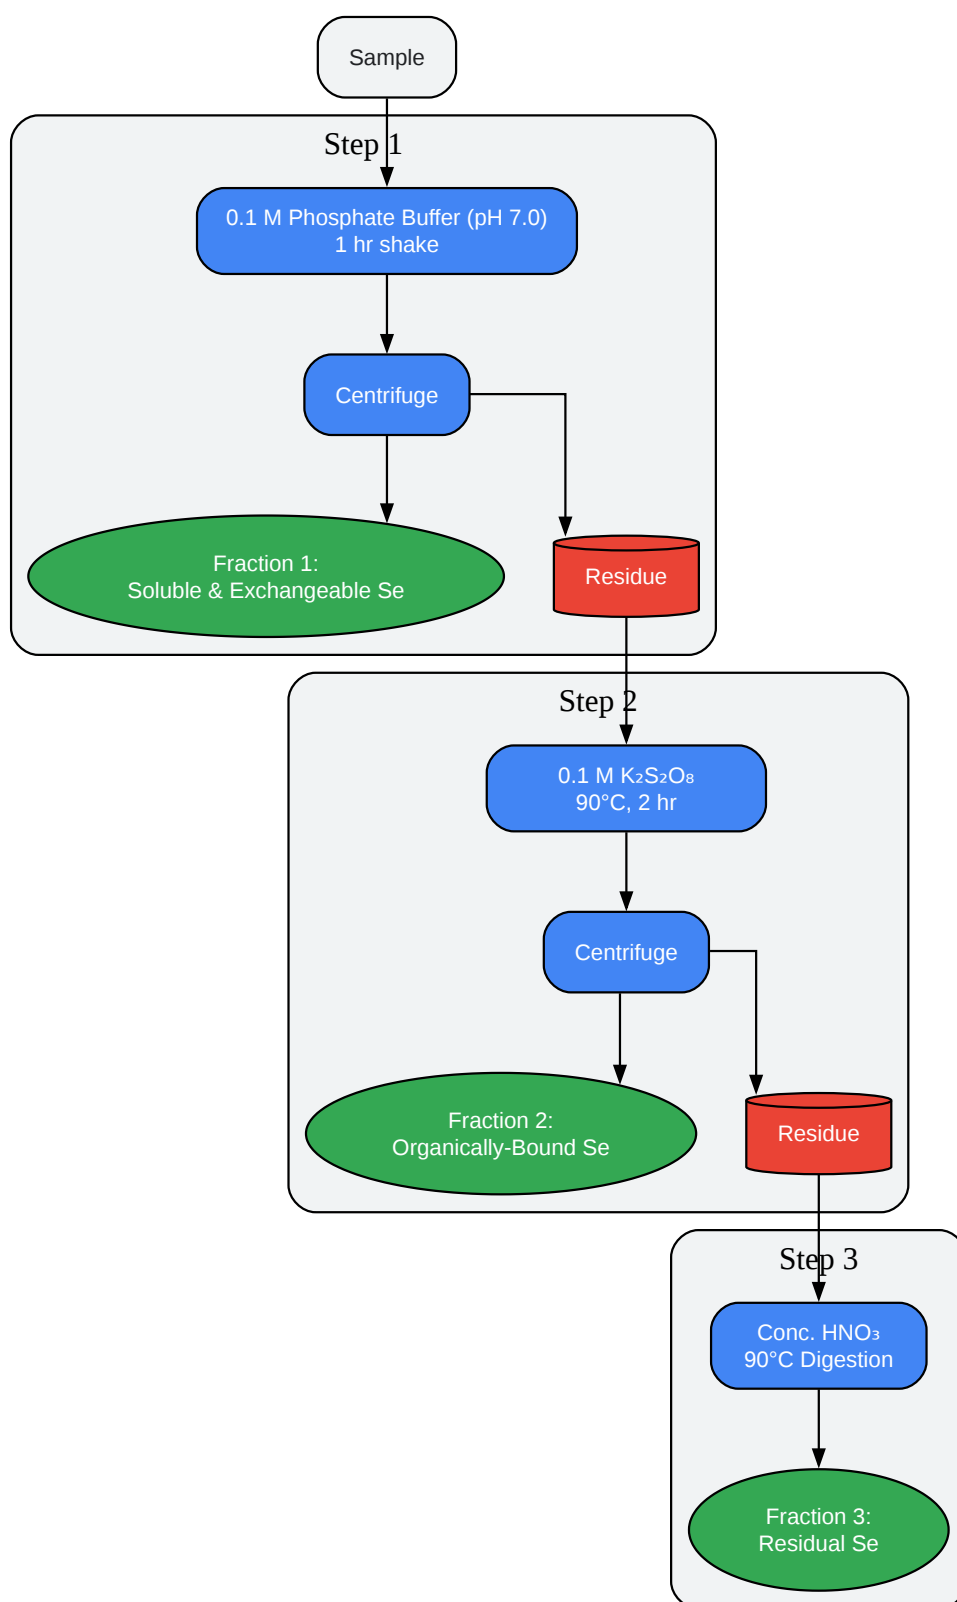 Sample
Step 1
0.1 M Phosphate Buffer (pH 7.0)
1 hr shake
Centrifuge
Fraction 1:
Soluble & Exchangeable Se
Residue
Step 2
0.1 M K₂S₂O₈
90°C, 2 hr
Centrifuge
Fraction 2:
Organically-Bound Se
Residue
Step 3
Conc. HNO₃
90°C Digestion
Fraction 3:
Residual Se